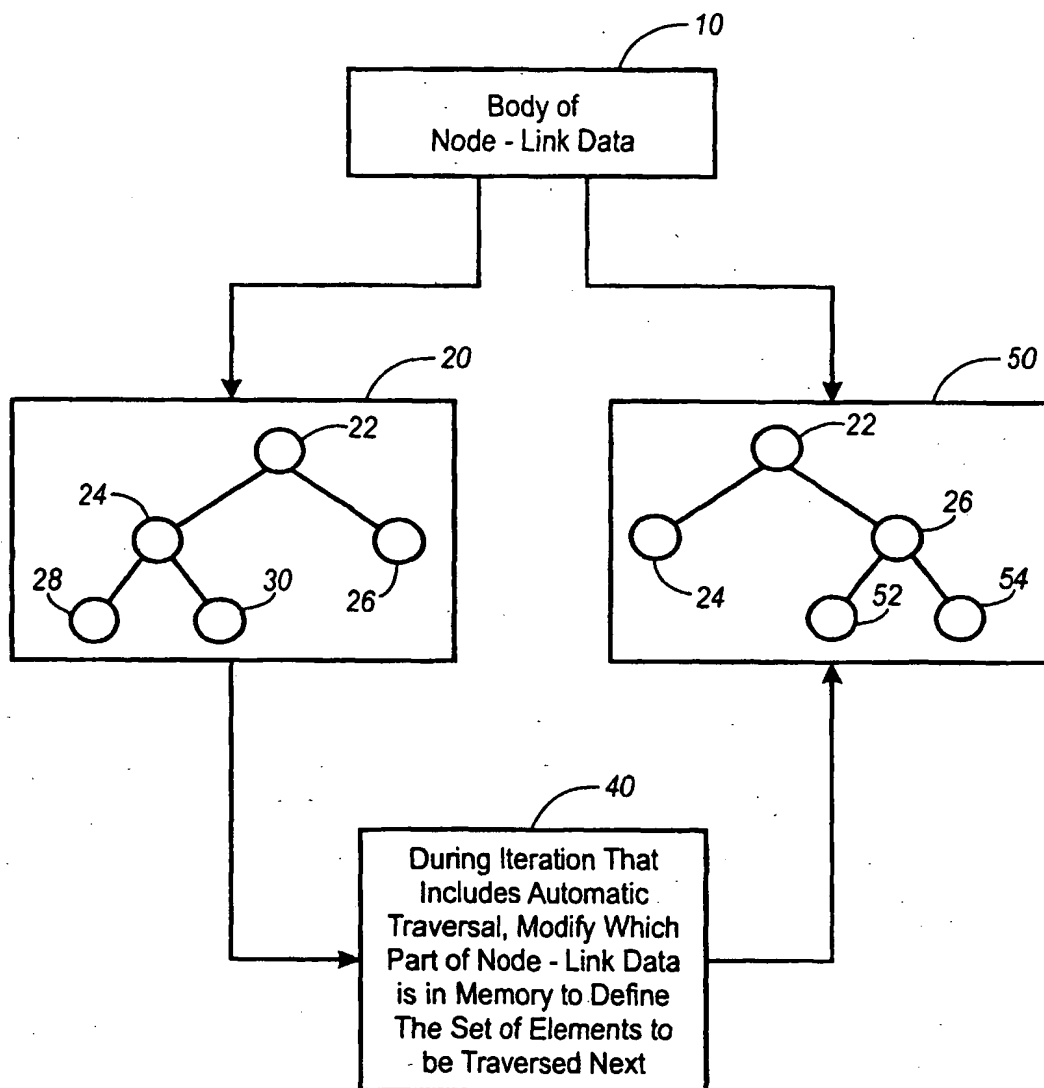 10
Body of
Node - Link Data
20
50
22
24
28
30
26
22
26
24
52
54
40
During Iteration That
Includes Automatic
Traversal, Modify Which
Part of Node - Link Data
is in Memory to Define
The Set of Elements to
be Traversed Next